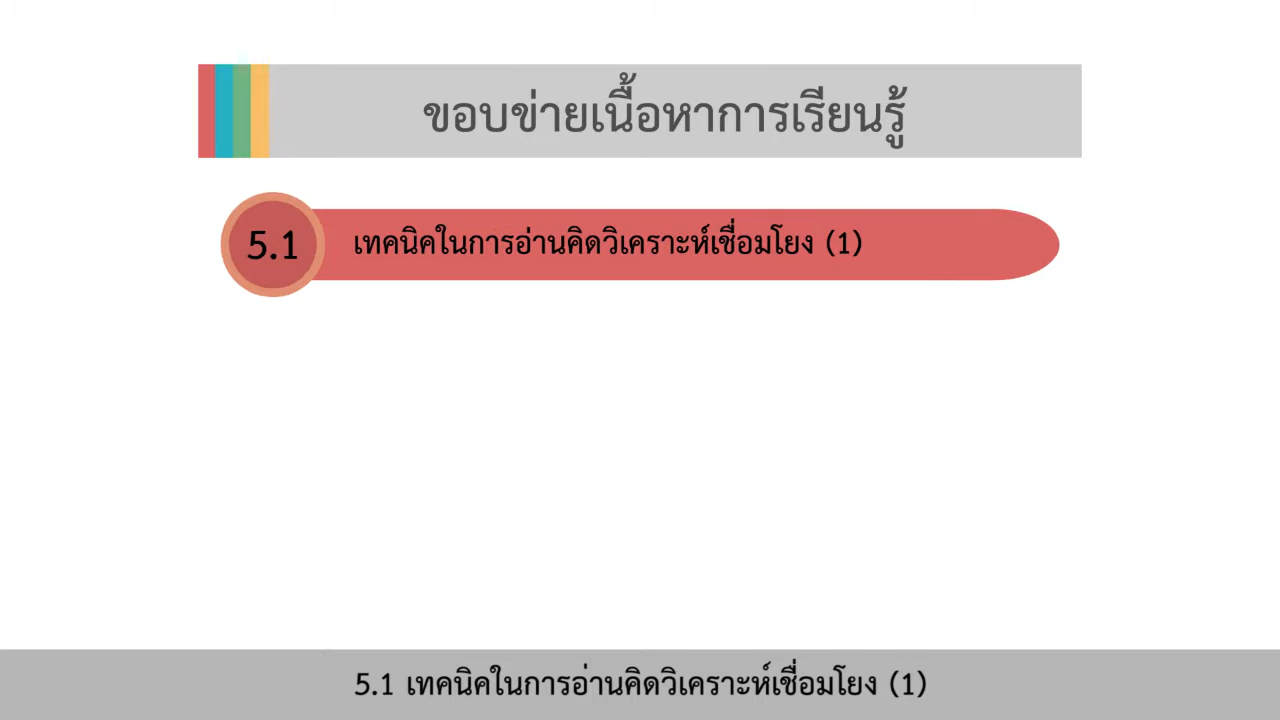 ขอบข่ายเนื้อหาการเรียนรู้
5.1 เทคนิคในการอ่านคิดวิเคราะห์เชื่อมโยง (1)
5.1 เทคนิคในการอ่านคิดวิเคราะห์เชื่อมโยง (1)